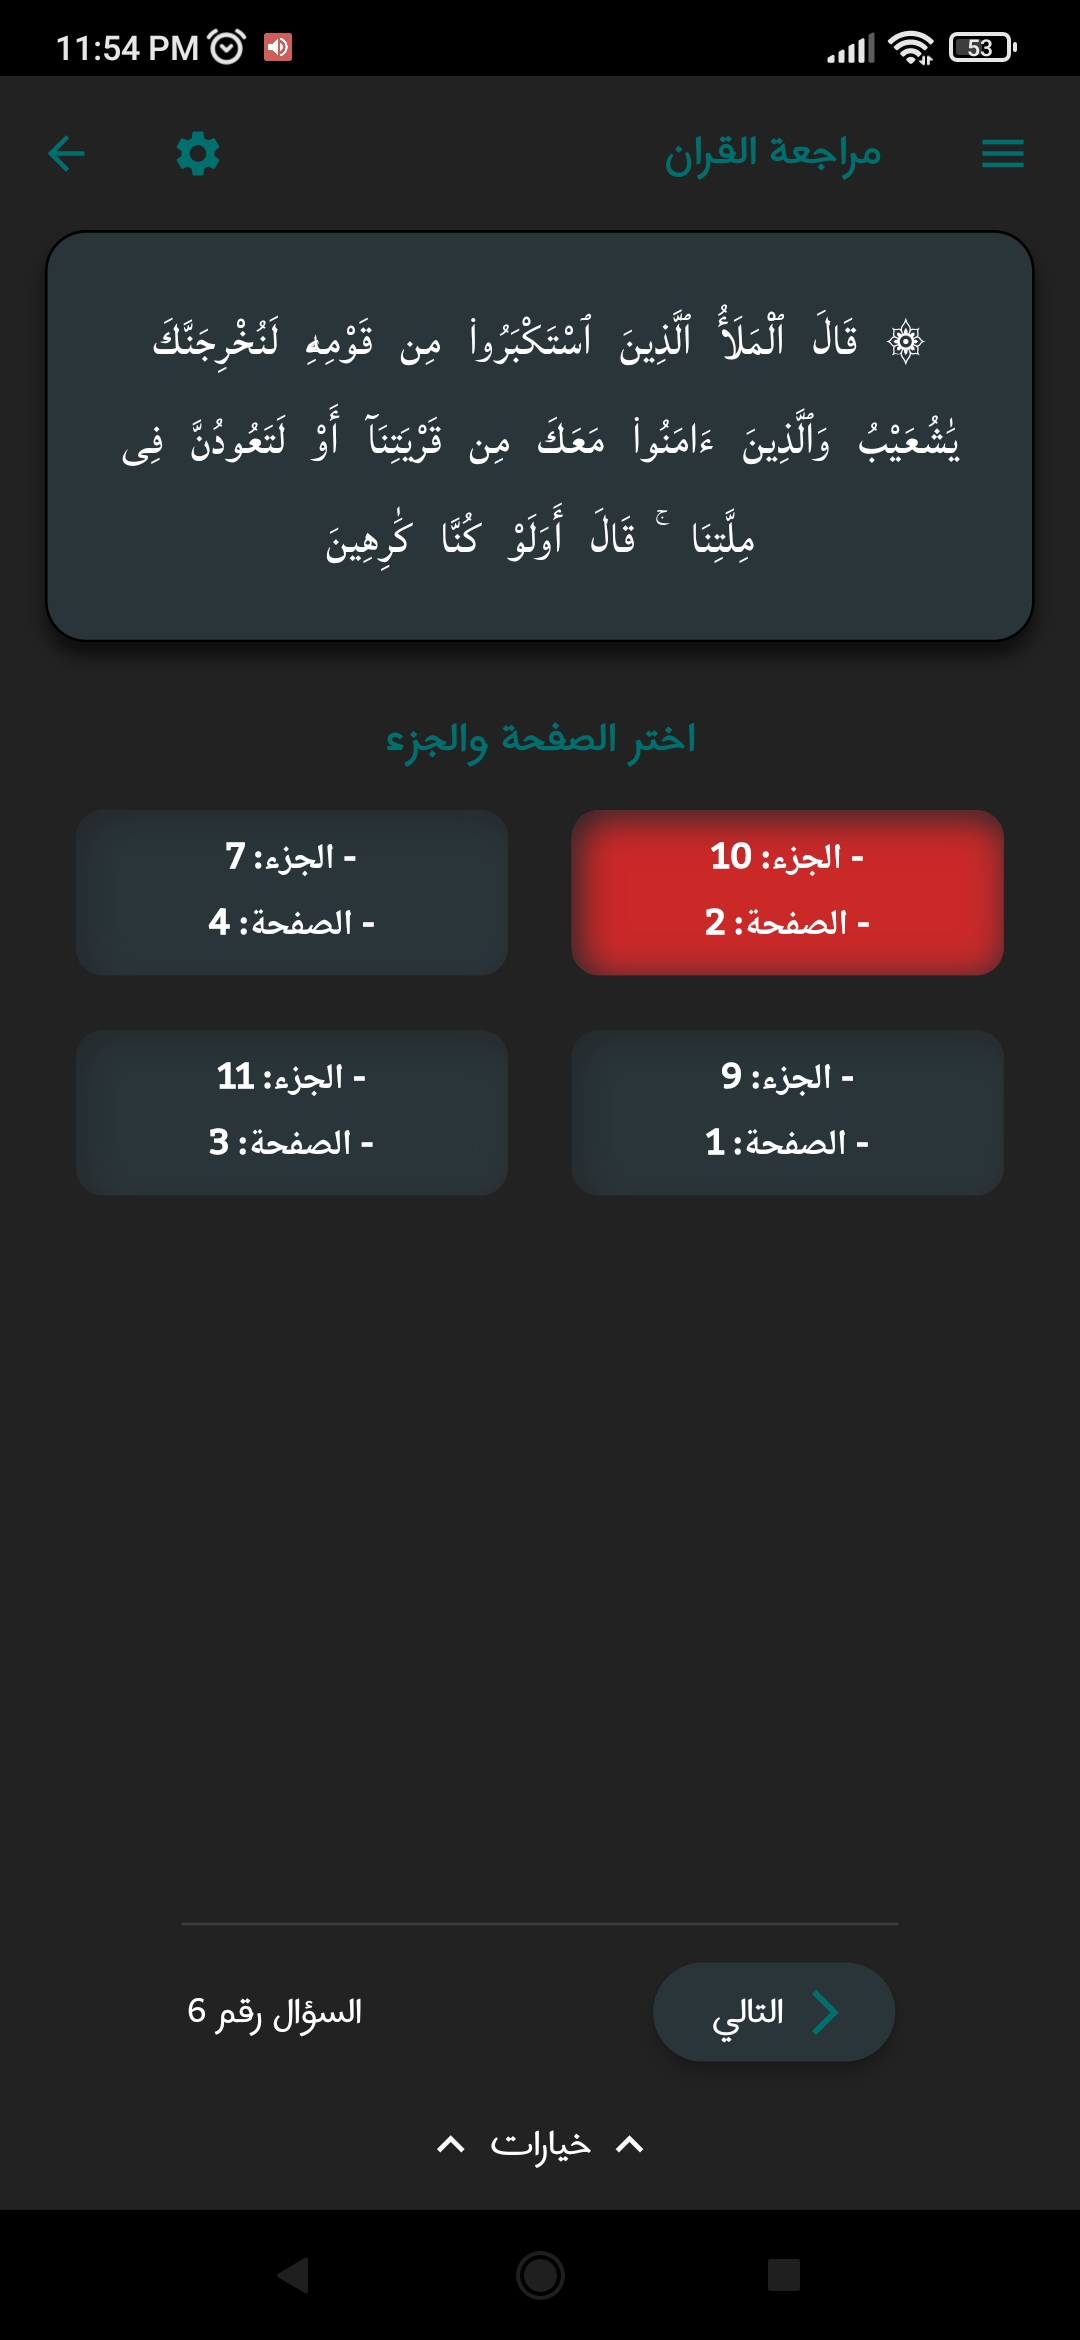 11:54 PM
53
مراجعة القران
۞ قَالَ ٱلْمَلَأُ ٱلَّذِينَ ٱسْتَكْبَرُوا۟ مِن قَوْمِهِۦ لَنُخْرِجَنَّكَ
يَٰشُعَيْبُ وَٱلَّذِينَ ءَامَنُوا۟ مَعَكَ مِن قَرْيَتِنَآ أَوْ لَتَعُودُنَّ فِى
مِلَّتِنَا ۚ قَالَ أَوَلَوْ كُنَّا كَٰرِهِينَ
اختر الصفحة والجزء
- الجزء: 10
- الصفحة: 2
- الجزء: 7
- الصفحة: 4
- الجزء: 9
- الصفحة: 1
- الجزء: 11
- الصفحة: 3
التالي
السؤال رقم 6
خيارات